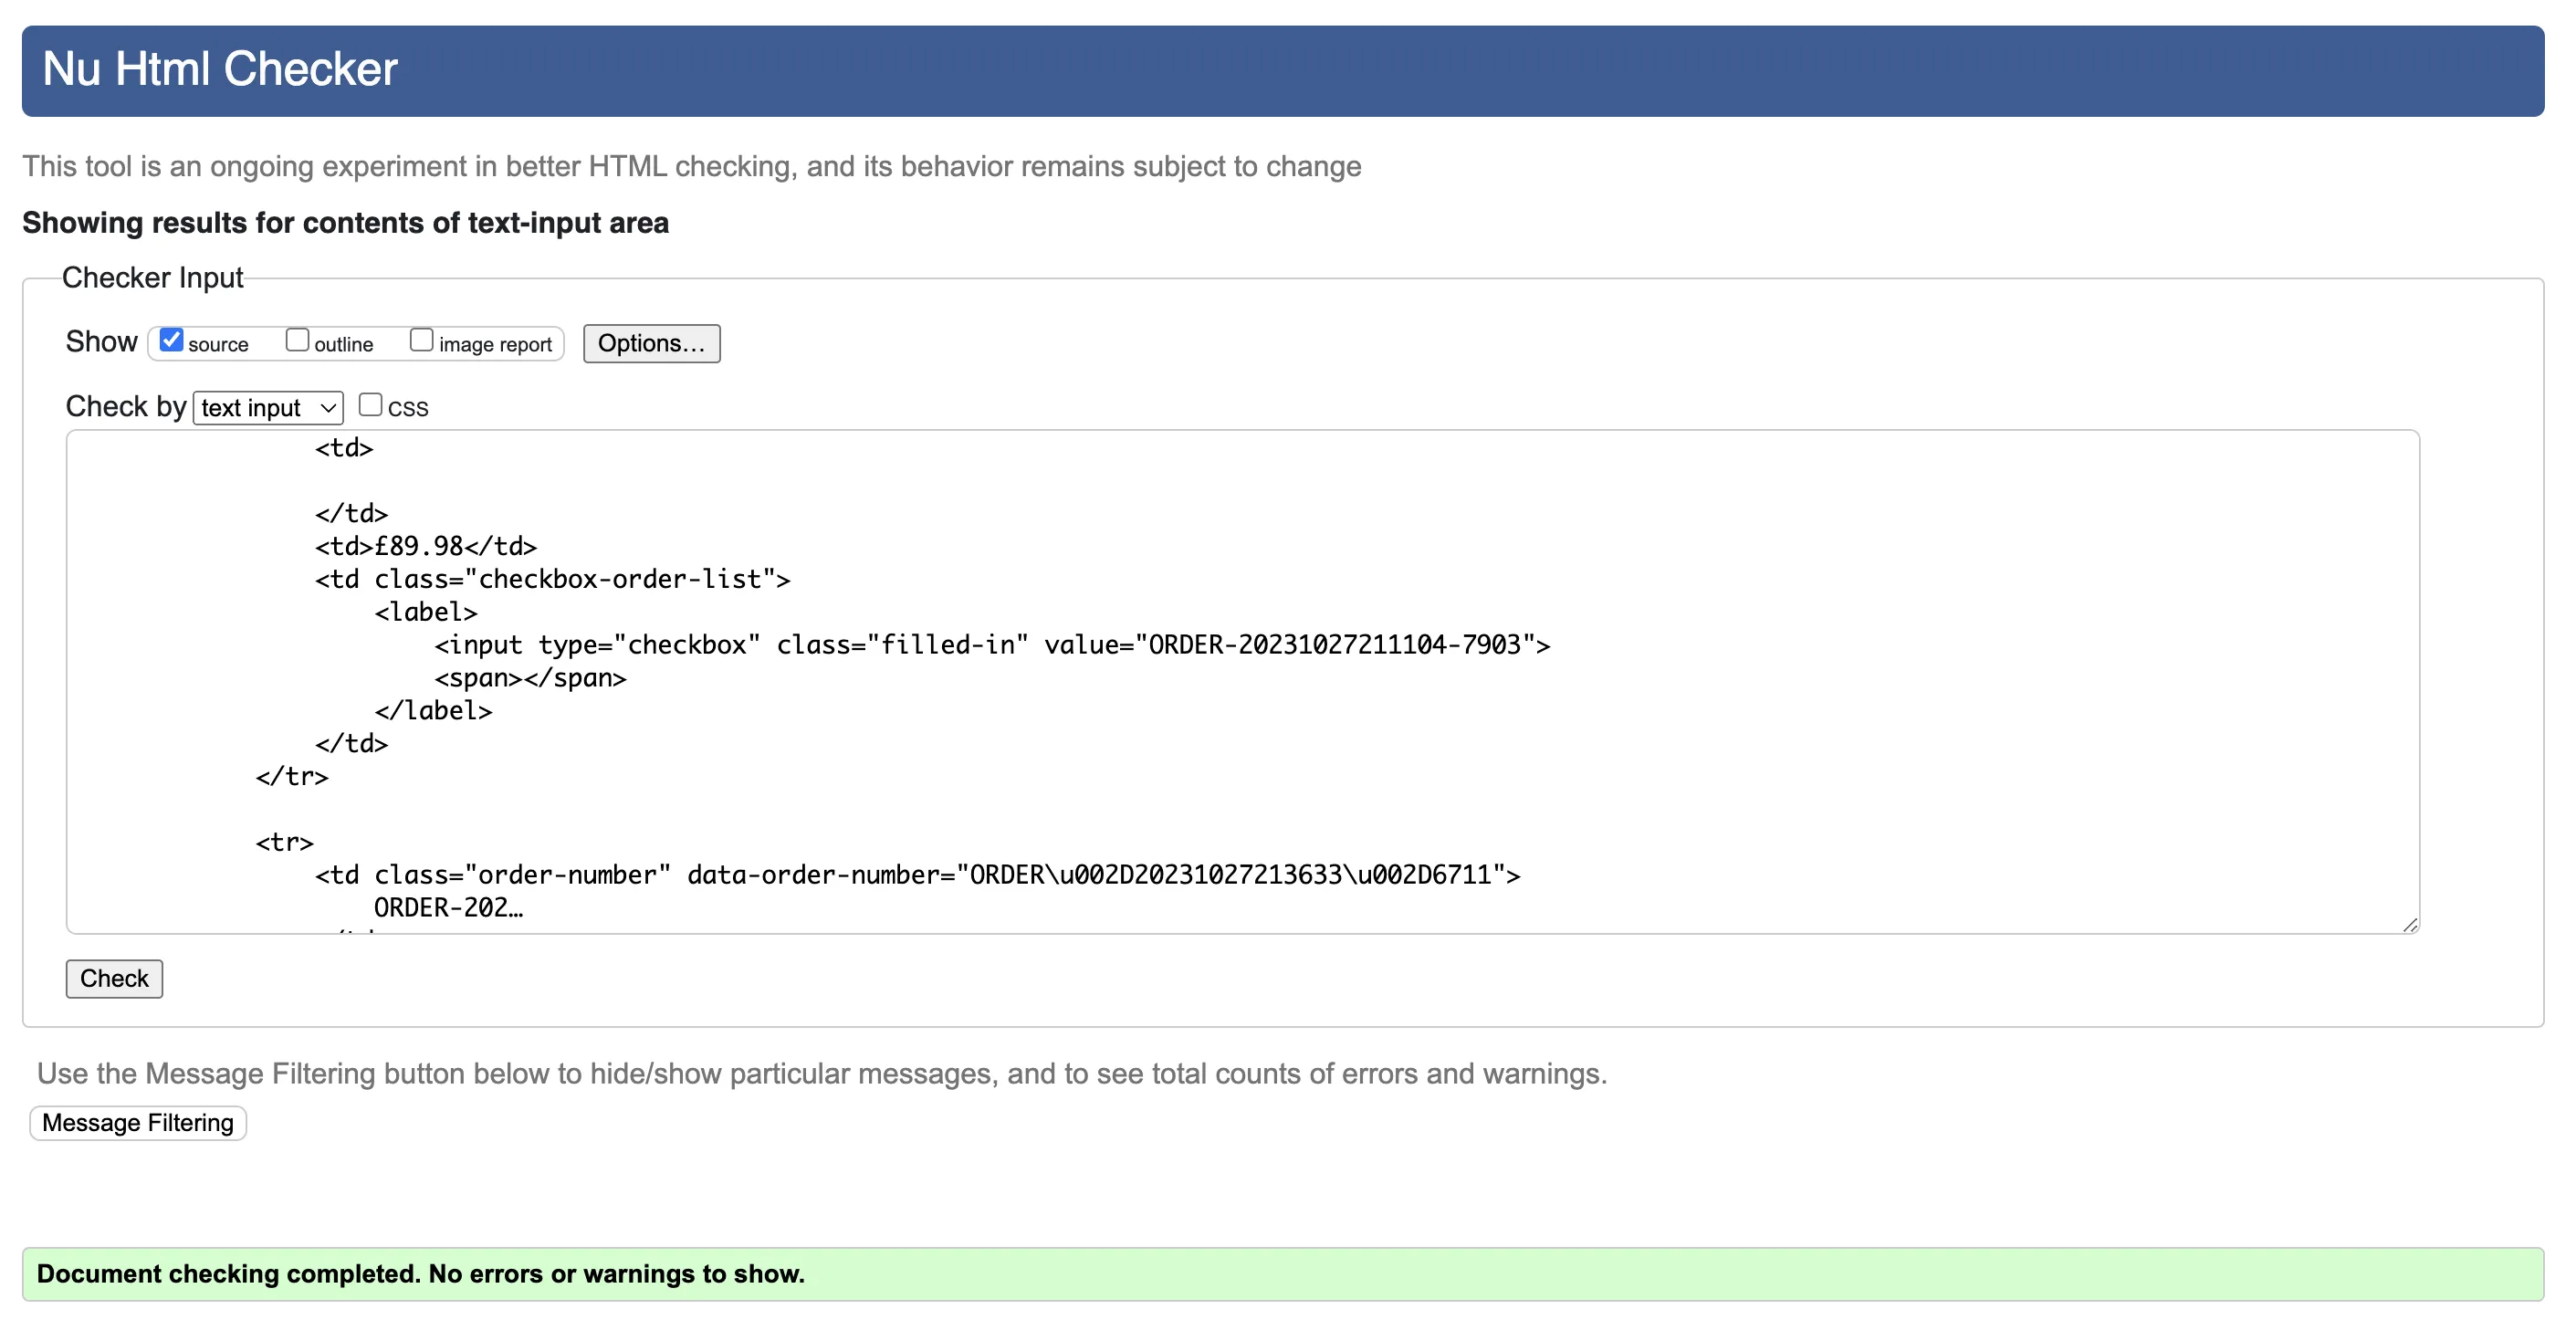 Nu Html Checker
This tool is an ongoing experiment in better HTML checking, and its behavior remains subject to change
Showing results for contents of text-input area
Checker Input
Show source outline image report Options...
Check by text input CSS
<td>
</td>
<td>£89.98</td>
<td class="checkbox-order-list">
<label>
<input type="checkbox" class="filled-in" value="ORDER-20231027211104-7903">
<span></span>
</label>
</td>
</tr>
<tr>
<td class="order-number" data-order-number="ORDER\u002D20231027213633\u002D6711">
ORDER-202…
Check
Use the Message Filtering button below to hide/show particular messages, and to see total counts of errors and warnings.
Message Filtering
Document checking completed. No errors or warnings to show.